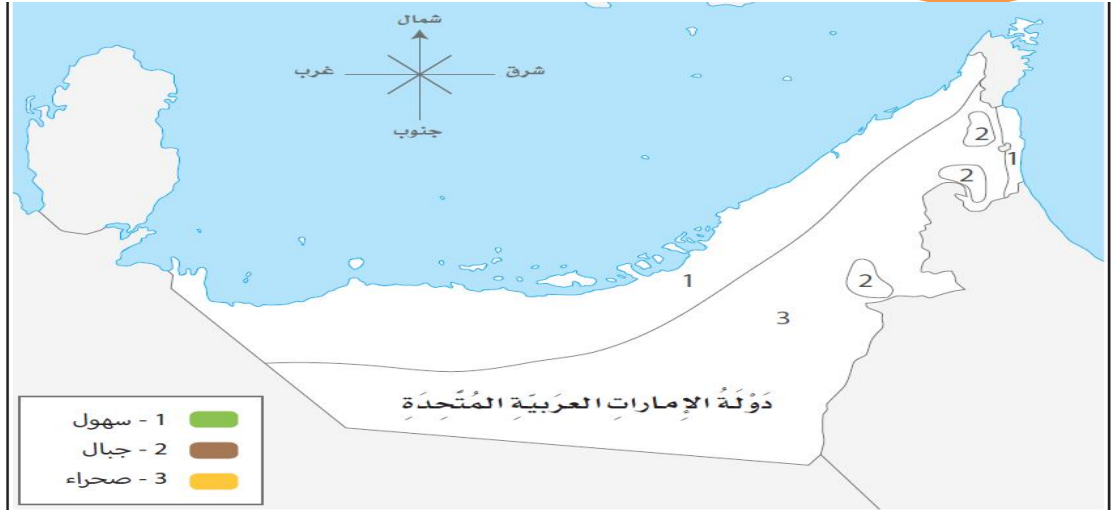 شمال
غرب
شرق
جنوب
2
1
2
2
1
3
دَوْلَةُ الإِماراتِ العرَبيّةِ المُتَّحِدَةِ
1 - سهول
2 - جبال
3 - صحراء